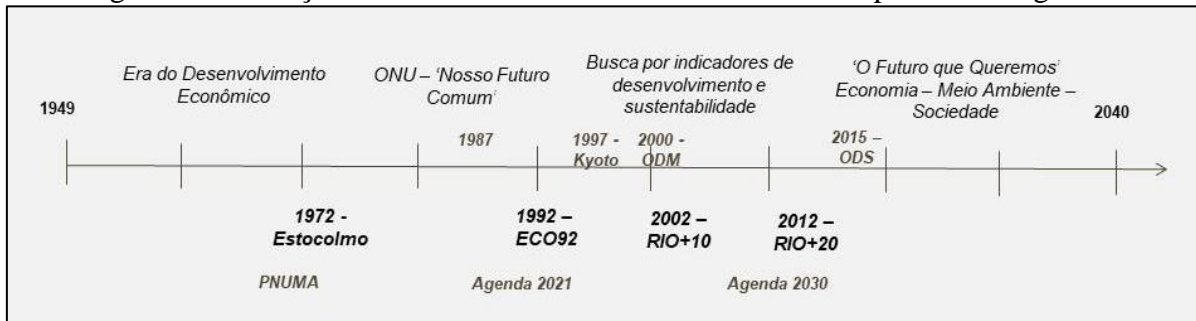 Era do Desenvolvimento
Econômico
ONU – ‘Nosso Futuro
Comum’
Busca por indicadores de
desenvolvimento e
sustentabilidade
‘O Futuro que Queremos’
Economia – Meio Ambiente –
Sociedade
1949
2040
1987
1997 -
Kyoto
2000 -
ODM
2015 –
ODS
1972 -
Estocolmo
1992 –
ECO92
2002 –
RIO+10
2012 –
RIO+20
PNUMA
Agenda 2021
Agenda 2030